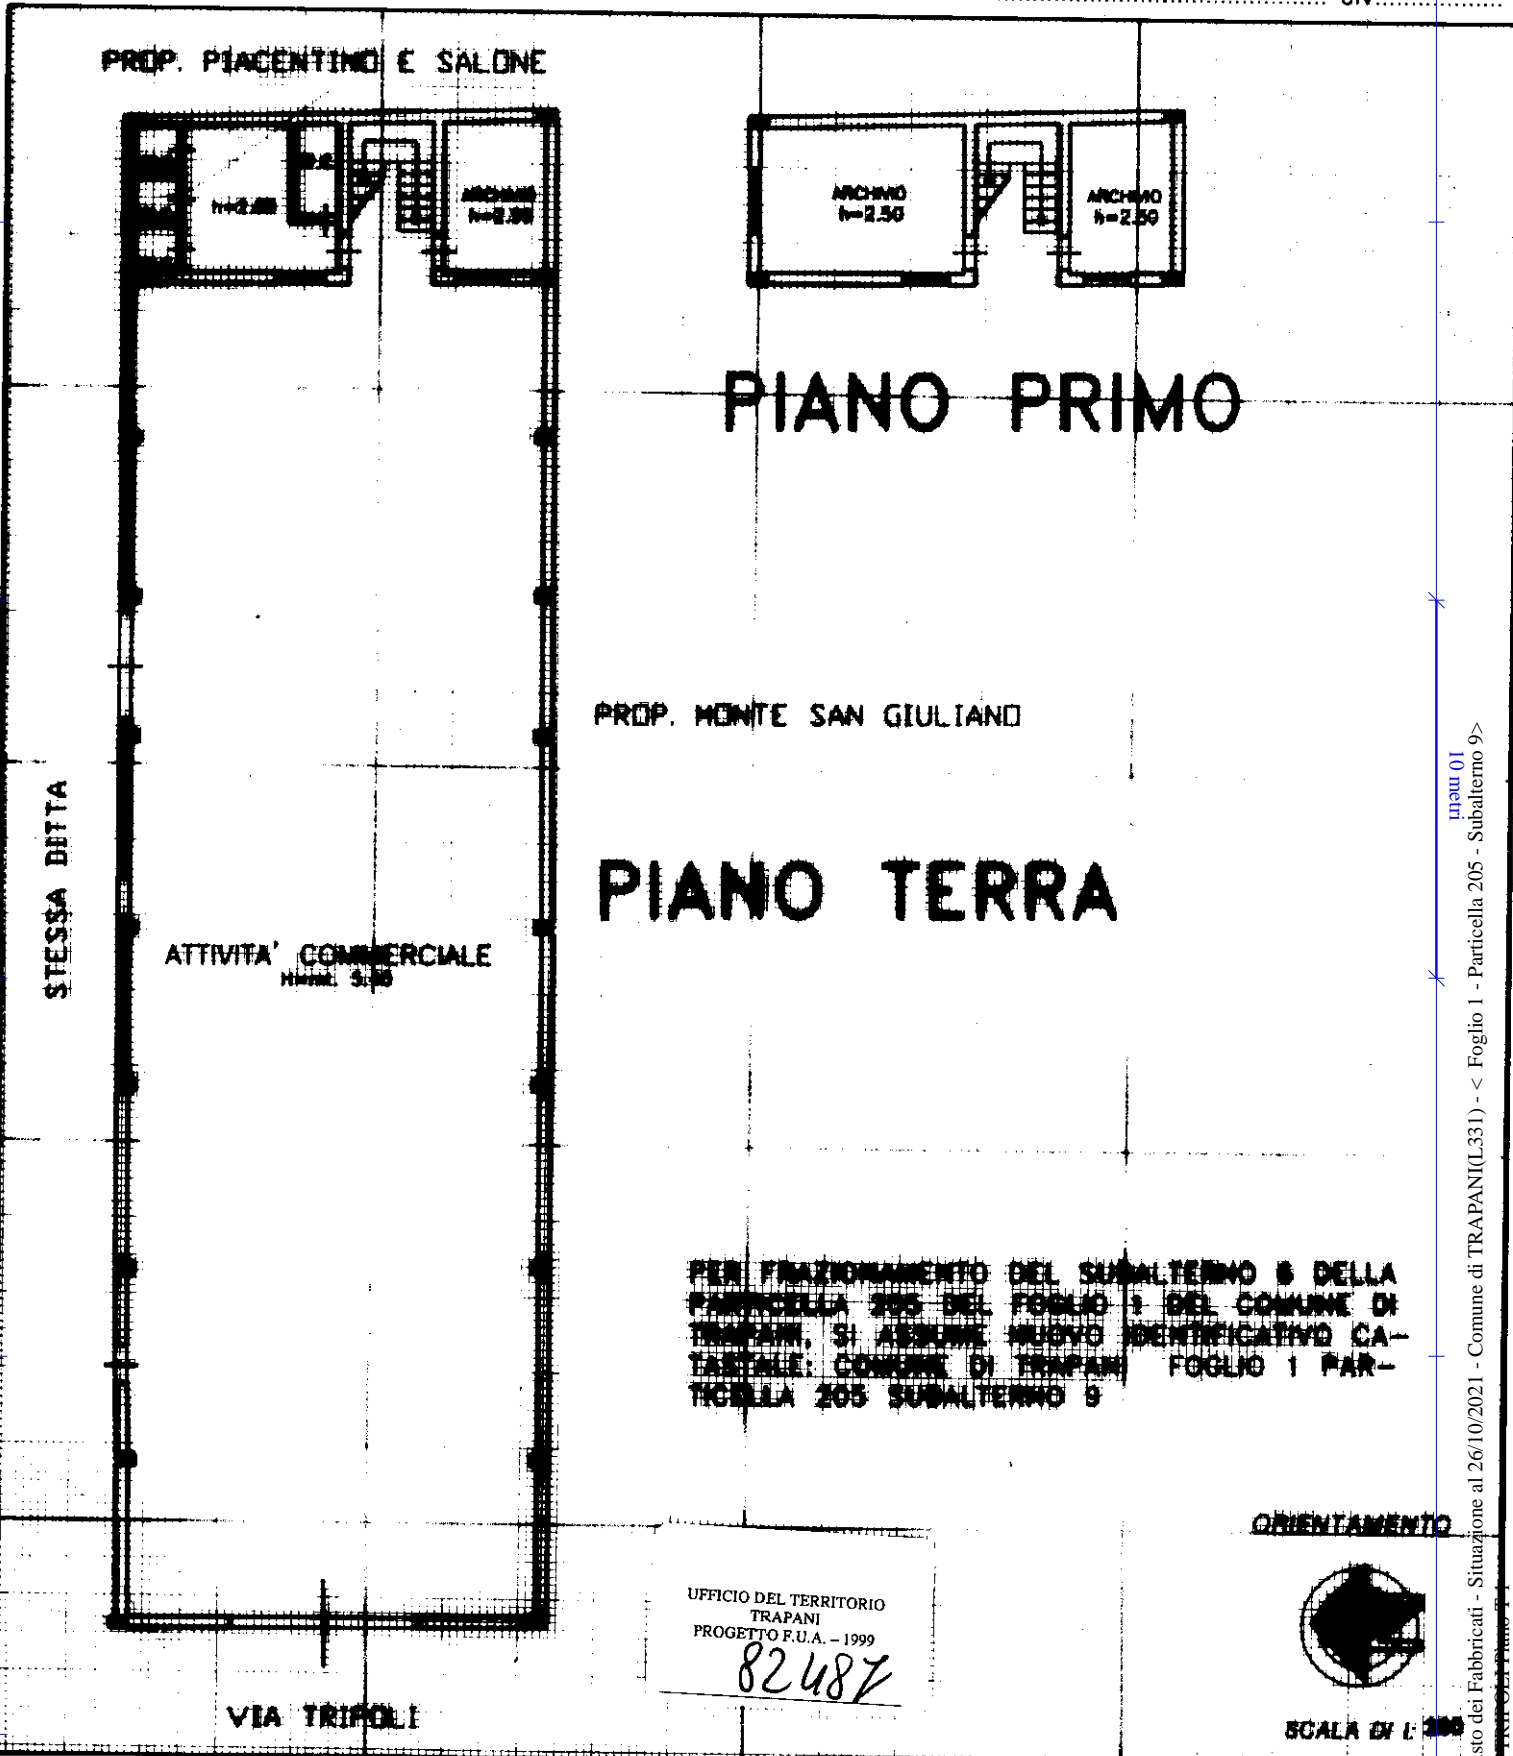 PROP. PIACENTINO E SALONE
ARCHIVIO
h=2.50
ARCHIVIO
h=2.50
ARCHIVIO
PIANO PRIMO
PROP. MONTE SAN GIULIANO
PIANO TERRA
STESSA DITTA
ATTIVITA' COMMERCIALE
PER FRAZIONAMENTO DEL SUBALTERNO 6 DELLA
PARTICELLA 205 DEL FOGLIO 1 DEL COMUNE DI
TRAPANI, SI ASSUME NUOVO IDENTIFICATIVO CA-
TASTALE: COMUNE DI TRAPANI FOGLIO 1 PAR-
TICELLA 205 SUBALTERNO 9
UFFICIO DEL TERRITORIO
TRAPANI
PROGETTO F.U.A. – 1999
82487
VIA TRIPOLI
ORIENTAMENTO
SCALA DI 1:
10 metri
sto dei Fabbricati - Situazione al 26/10/2021 - Comune di TRAPANI(L331) - < Foglio 1 - Particella 205 - Subalterno 9>